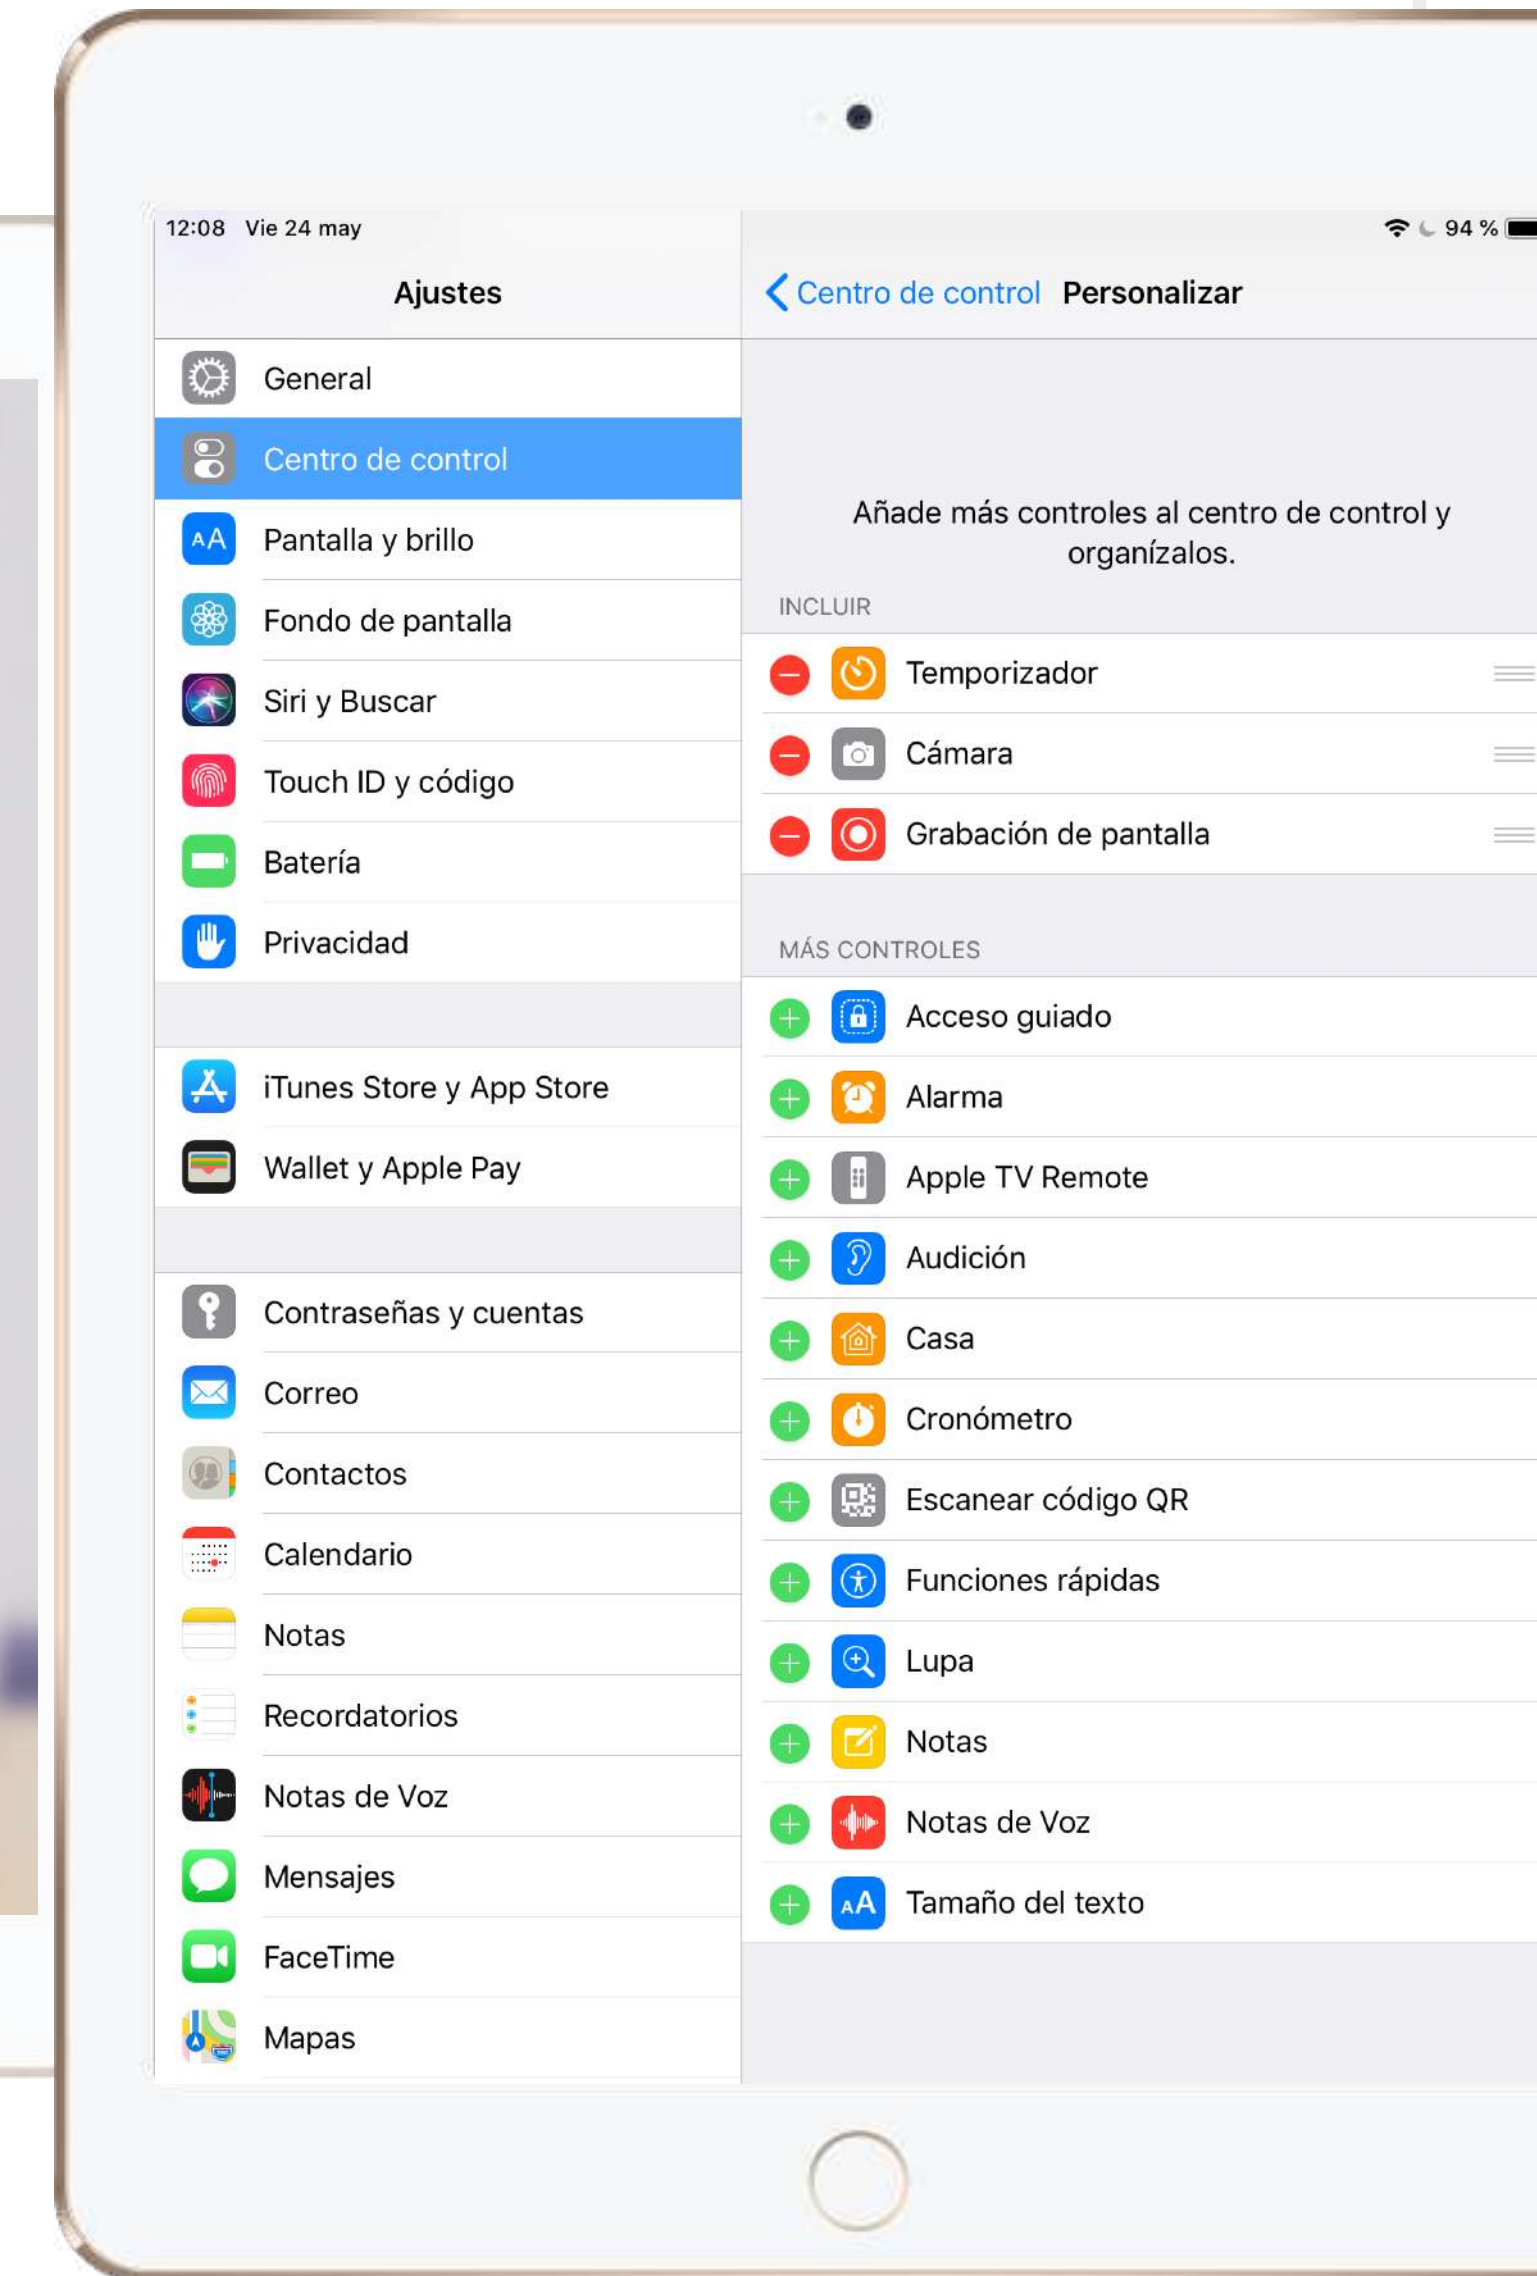 12:08 Vie 24 may
94 %
Ajustes
General
Centro de control
Pantalla y brillo
Fondo de pantalla
Siri y Buscar
Touch ID y código
Batería
Privacidad
iTunes Store y App Store
Wallet y Apple Pay
Contraseñas y cuentas
Correo
Contactos
Calendario
Notas
Recordatorios
Notas de Voz
Mensajes
FaceTime
Mapas
Centro de control Personalizar
Añade más controles al centro de control y
organízalos.
INCLUIR
Temporizador
Cámara
Grabación de pantalla
MÁS CONTROLES
Acceso guiado
Alarma
Apple TV Remote
Audición
Casa
Cronómetro
Escanear código QR
Funciones rápidas
Lupa
Notas
Notas de Voz
Tamaño del texto